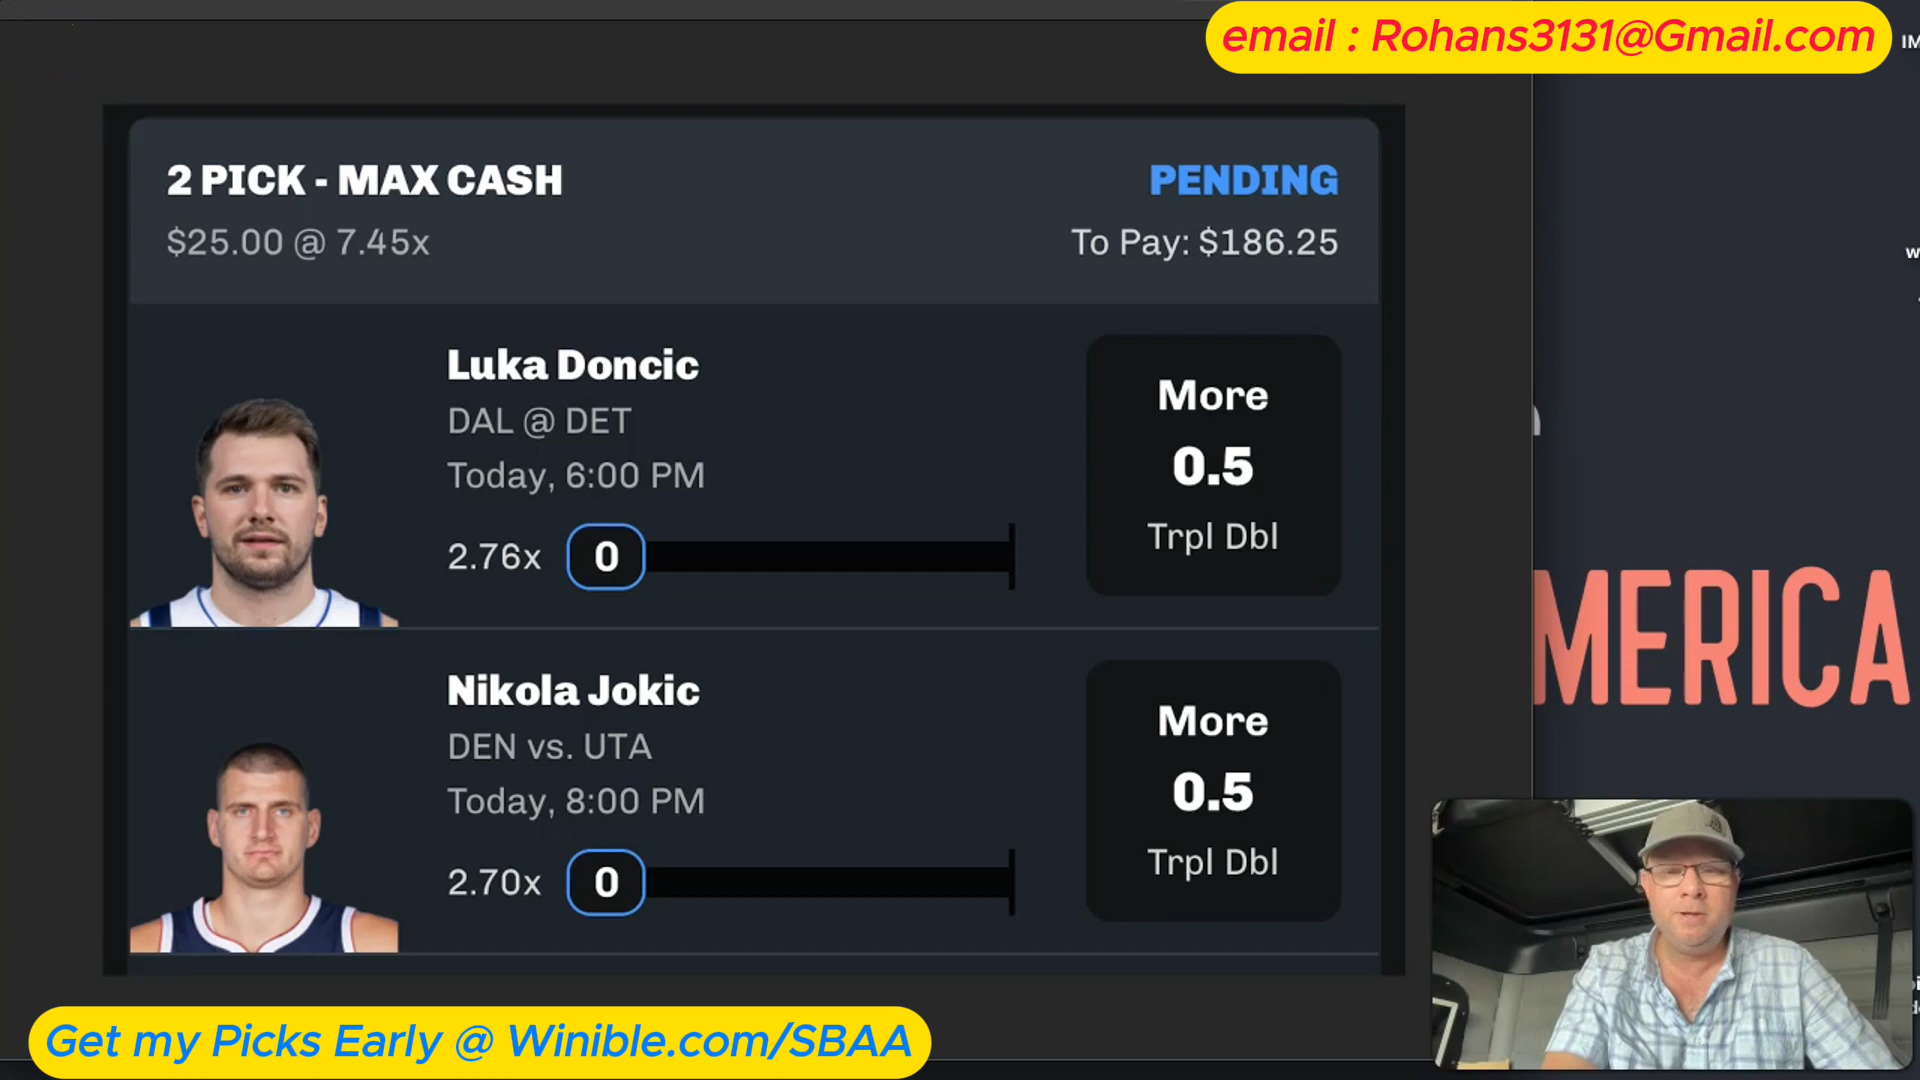 email : Rohans3131@Gmail.com
IM
2 PICK - MAX CASH
PENDING
$25.00 @ 7.45x
To Pay: $186.25
Luka Doncic
DAL @ DET
Today, 6:00 PM
2.76x
0
More
0.5
Trpl Dbl
MERICA
Nikola Jokic
DEN vs. UTA
Today, 8:00 PM
2.70x
0
More
0.5
Trpl Dbl
Get my Picks Early @ Winible.com/SBAA